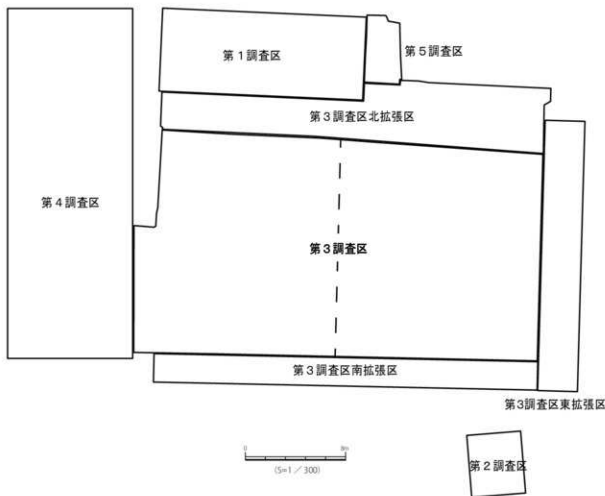 第1調査区
第5調査区
第3調査区北拡張区
第4調査区
第3調査区
第3調査区南拡張区
第3調査区東拡張区
0 8m
(S=1/300)
第2調査区